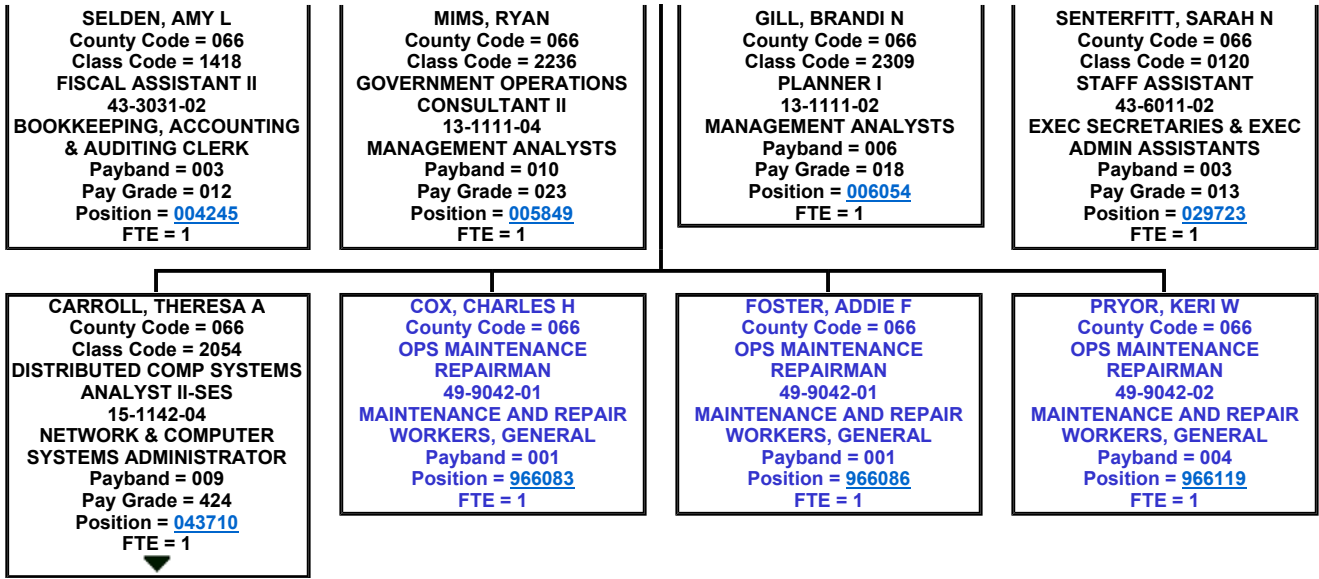 SELDEN, AMY L
County Code = 066
Class Code = 1418
FISCAL ASSISTANT II
43-3031-02
BOOKKEEPING, ACCOUNTING
& AUDITING CLERK
Payband = 003
Pay Grade = 012
Position = 004245
FTE = 1
MIMS, RYAN
County Code = 066
Class Code = 2236
GOVERNMENT OPERATIONS
CONSULTANT II
13-1111-04
MANAGEMENT ANALYSTS
Payband = 010
Pay Grade = 023
Position = 005849
FTE = 1
GILL, BRANDI N
County Code = 066
Class Code = 2309
PLANNER I
13-1111-02
MANAGEMENT ANALYSTS
Payband = 006
Pay Grade = 018
Position = 006054
FTE = 1
SENTERFITT, SARAH N
County Code = 066
Class Code = 0120
STAFF ASSISTANT
43-6011-02
EXEC SECRETARIES & EXEC
ADMIN ASSISTANTS
Payband = 003
Pay Grade = 013
Position = 029723
FTE = 1
CARROLL, THERESA A
County Code = 066
Class Code = 2054
DISTRIBUTED COMP SYSTEMS
ANALYST II-SES
15-1142-04
NETWORK & COMPUTER
SYSTEMS ADMINISTRATOR
Payband = 009
Pay Grade = 424
Position = 043710
FTE = 1
COX, CHARLES H
County Code = 066
OPS MAINTENANCE
REPAIRMAN
49-9042-01
MAINTENANCE AND REPAIR
WORKERS, GENERAL
Payband = 001
Position = 966083
FTE = 1
FOSTER, ADDIE F
County Code = 066
OPS MAINTENANCE
REPAIRMAN
49-9042-01
MAINTENANCE AND REPAIR
WORKERS, GENERAL
Payband = 001
Position = 966086
FTE = 1
PRYOR, KERI W
County Code = 066
OPS MAINTENANCE
REPAIRMAN
49-9042-02
MAINTENANCE AND REPAIR
WORKERS, GENERAL
Payband = 004
Position = 966119
FTE = 1